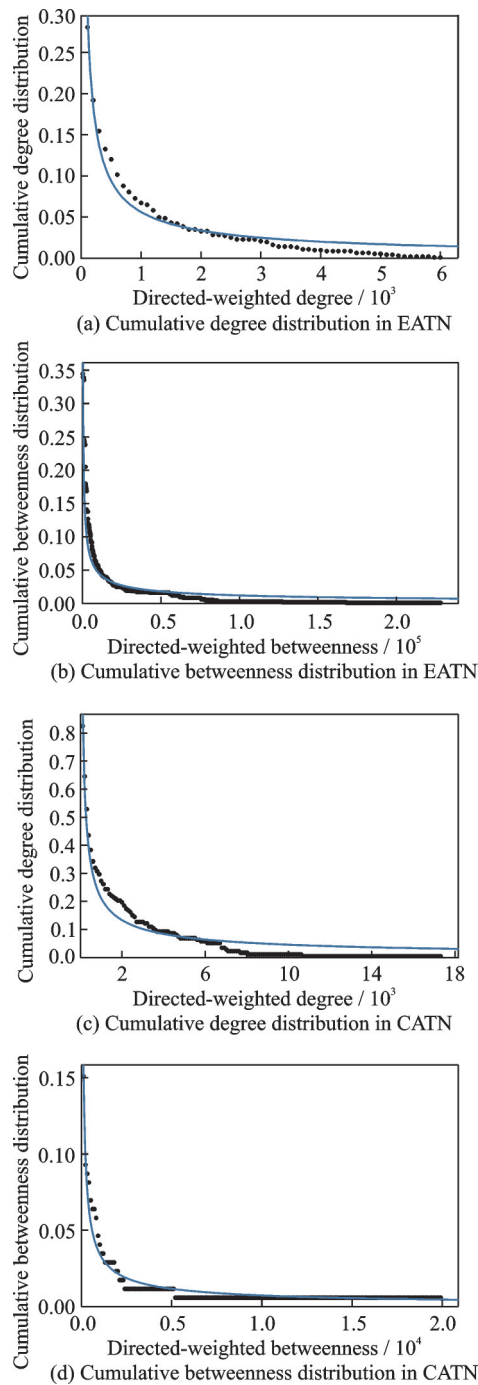 Cumulative degree distribution
0.30
0.25
0.20
0.15
0.10
0.05
0.00
0 1 2 3 4 5 6
Directed-weighted degree / 10³
(a) Cumulative degree distribution in EATN
Cumulative betweenness distribution
0.35
0.30
0.25
0.20
0.15
0.10
0.05
0.00
0.0 0.5 1.0 1.5 2.0
Directed-weighted betweenness / 10⁵
(b) Cumulative betweenness distribution in EATN
Cumulative degree distribution
0.8
0.7
0.6
0.5
0.4
0.3
0.2
0.1
0.0
2 6 10 14 18
Directed-weighted degree / 10³
(c) Cumulative degree distribution in CATN
Cumulative betweenness distribution
0.15
0.10
0.05
0.00
0.0 0.5 1.0 1.5 2.0
Directed-weighted betweenness / 10⁴
(d) Cumulative betweenness distribution in CATN